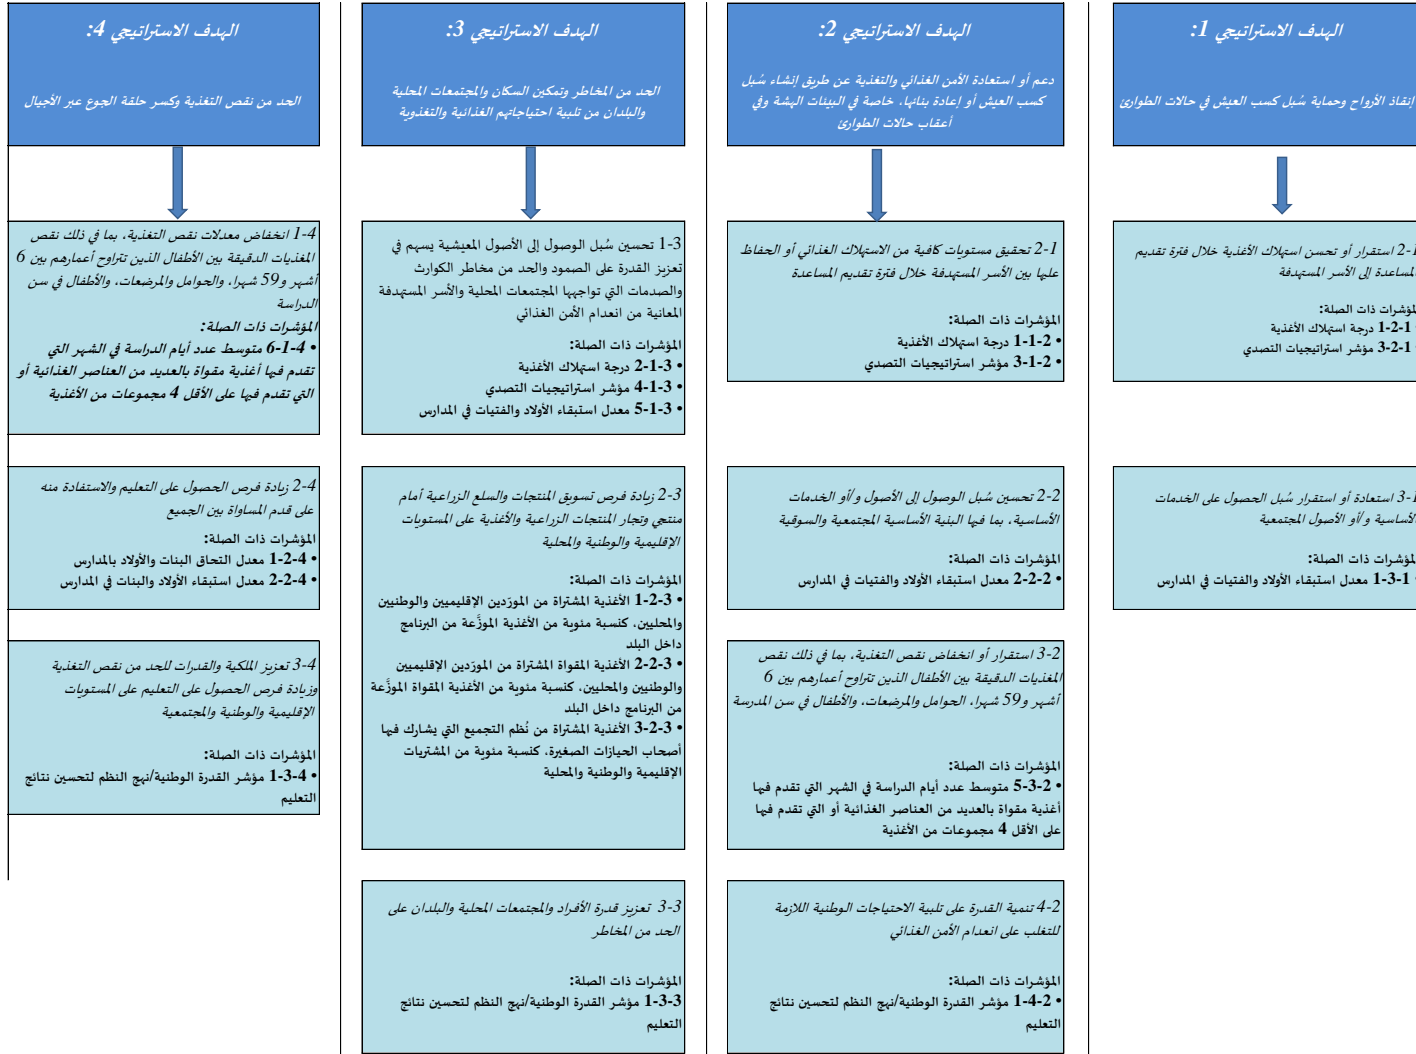 الهدف الاستراتيجي 1:
إنقاذ الأرواح وحماية سُبل كسب العيش في حالات الطوارئ
2-1 استقرار أو تحسن استهلاك الأغذية خلال فترة تقديم
المساعدة إلى الأسر المستهدفة
المؤشرات ذات الصلة:
• 1-2-1 درجة استهلاك الأغذية
• 3-2-1 مؤشر استراتيجيات التصدي
3-1 استعادة أو استقرار سُبل الحصول على الخدمات
الأساسية و/أو الأصول المجتمعية
المؤشرات ذات الصلة:
• 1-3-1 معدل استبقاء الأولاد والفتيات في المدارس
الهدف الاستراتيجي 2:
دعم أو استعادة الأمن الغذائي والتغذية عن طريق إنشاء سُبل
كسب العيش أو إعادة بنائها، خاصة في البيئات الهشة وفي
أعقاب حالات الطوارئ
2-1 تحقيق مستويات كافية من الاستهلاك الغذائي أو الحفاظ
عليها بين الأسر المستهدفة خلال فترة تقديم المساعدة
المؤشرات ذات الصلة:
• 1-1-2 درجة استهلاك الأغذية
• 3-1-2 مؤشر استراتيجيات التصدي
2-2 تحسين سُبل الوصول إلى الأصول و/أو الخدمات
الأساسية، بما فيها البنية الأساسية المجتمعية والسوقية
المؤشرات ذات الصلة:
• 2-2-2 معدل استبقاء الأولاد والفتيات في المدارس
3-2 استقرار أو انخفاض نقص التغذية، بما في ذلك نقص
المغذيات الدقيقة بين الأطفال الذين تتراوح أعمارهم بين 6
أشهر و59 شهرا، الحوامل والمرضعات، والأطفال في سن المدرسة
المؤشرات ذات الصلة:
• 5-3-2 متوسط عدد أيام الدراسة في الشهر التي تقدم فيها
أغذية مقواة بالعديد من العناصر الغذائية أو التي تقدم فيها
على الأقل 4 مجموعات من الأغذية
4-2 تنمية القدرة على تلبية الاحتياجات الوطنية اللازمة
للتغلب على انعدام الأمن الغذائي
المؤشرات ذات الصلة:
• 1-4-2 مؤشر القدرة الوطنية/نهج النظم لتحسين نتائج
التعليم
الهدف الاستراتيجي 3:
الحد من المخاطر وتمكين السكان والمجتمعات المحلية
والبلدان من تلبية احتياجاتهم الغذائية والتغذوية
1-3 تحسين سُبل الوصول إلى الأصول المعيشية يسهم في
تعزيز القدرة على الصمود والحد من مخاطر الكوارث
والصدمات التي تواجهها المجتمعات المحلية والأسر المستهدفة
المعانية من انعدام الأمن الغذائي
المؤشرات ذات الصلة:
• 2-1-3 درجة استهلاك الأغذية
• 4-1-3 مؤشر استراتيجيات التصدي
• 5-1-3 معدل استبقاء الأولاد والفتيات في المدارس
2-3 زيادة فرص تسويق المنتجات والسلع الزراعية أمام
منتجي وتجار المنتجات الزراعية والأغذية على المستويات
الإقليمية والوطنية والمحلية
المؤشرات ذات الصلة:
• 1-2-3 الأغذية المشتراة من المورّدين الإقليميين والوطنيين
والمحليين، كنسبة مئوية من الأغذية الموزَّعة من البرنامج
داخل البلد
• 2-2-3 الأغذية المقواة المشتراة من المورّدين الإقليميين
والوطنيين والمحليين، كنسبة مئوية من الأغذية المقواة الموزَّعة
من البرنامج داخل البلد
• 3-2-3 الأغذية المشتراة من نُظم التجميع التي يشارك فيها
أصحاب الحيازات الصغيرة، كنسبة مئوية من المشتريات
الإقليمية والوطنية والمحلية
3-3 تعزيز قدرة الأفراد والمجتمعات المحلية والبلدان على
الحد من المخاطر
المؤشرات ذات الصلة:
• 1-3-3 مؤشر القدرة الوطنية/نهج النظم لتحسين نتائج
التعليم
الهدف الاستراتيجي 4:
الحد من نقص التغذية وكسر حلقة الجوع عبر الأجيال
1-4 انخفاض معدلات نقص التغذية، بما في ذلك نقص
المغذيات الدقيقة بين الأطفال الذين تتراوح أعمارهم بين 6
أشهر و59 شهرا، والحوامل والمرضعات، والأطفال في سن
الدراسة
المؤشرات ذات الصلة:
• 6-1-4 متوسط عدد أيام الدراسة في الشهر التي
تقدم فيها أغذية مقواة بالعديد من العناصر الغذائية أو
التي تقدم فيها على الأقل 4 مجموعات من الأغذية
2-4 زيادة فرص الحصول على التعليم والاستفادة منه
على قدم المساواة بين الجميع
المؤشرات ذات الصلة:
• 1-2-4 معدل التحاق البنات والأولاد بالمدارس
• 2-2-4 معدل استبقاء الأولاد والبنات في المدارس
3-4 تعزيز الملكية والقدرات للحد من نقص التغذية
وزيادة فرص الحصول على التعليم على المستويات
الإقليمية والوطنية والمجتمعية
المؤشرات ذات الصلة:
• 1-3-4 مؤشر القدرة الوطنية/نهج النظم لتحسين نتائج
التعليم